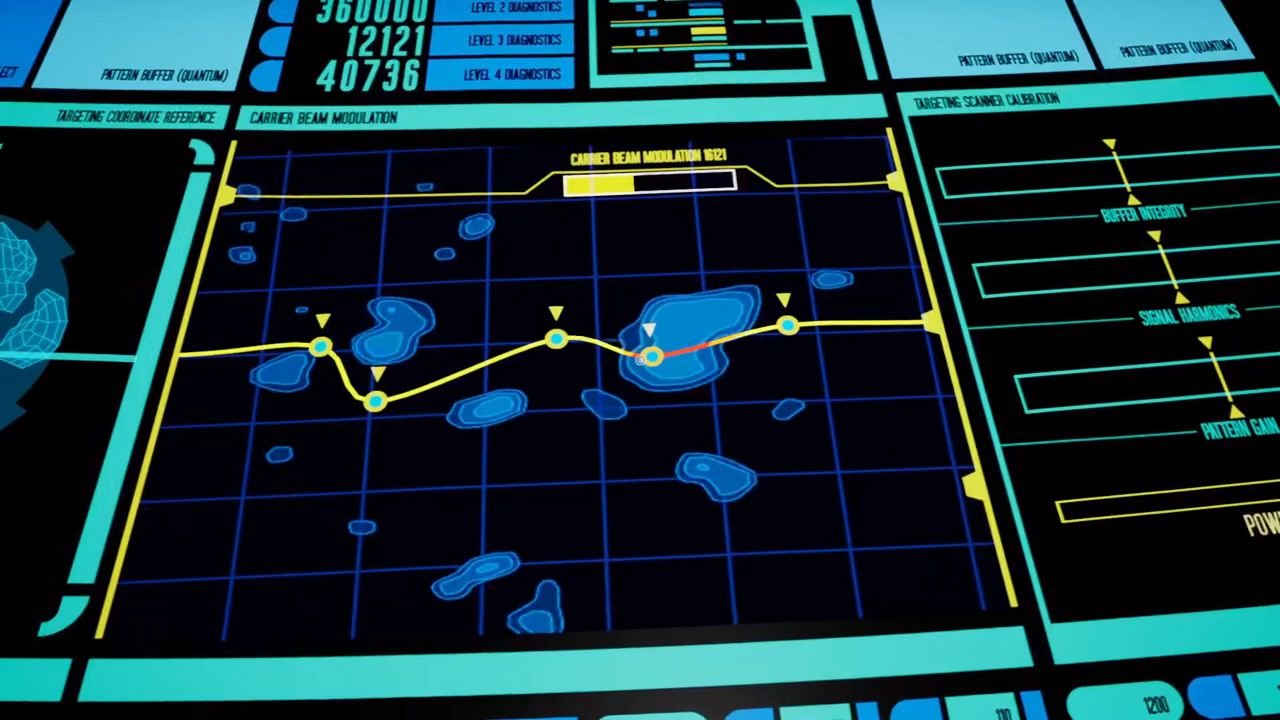 360000
12121
40736
LEVEL 2 DIAGNOSTICS
LEVEL 3 DIAGNOSTICS
LEVEL 4 DIAGNOSTICS
PATTERN BUFFER (QUANTUM)
PATTERN BUFFER (QUANTUM)
PATTERN BUFFER (QUANTUM)
TARGETING COORDINATE REFERENCE
CARRIER BEAM MODULATION
TARGETING SCANNER CALIBRATION
CARRIER BEAM MODULATION 16121
BUFFER INTEGRITY
SIGNAL HARMONICS
PATTERN GAIN
110
1200